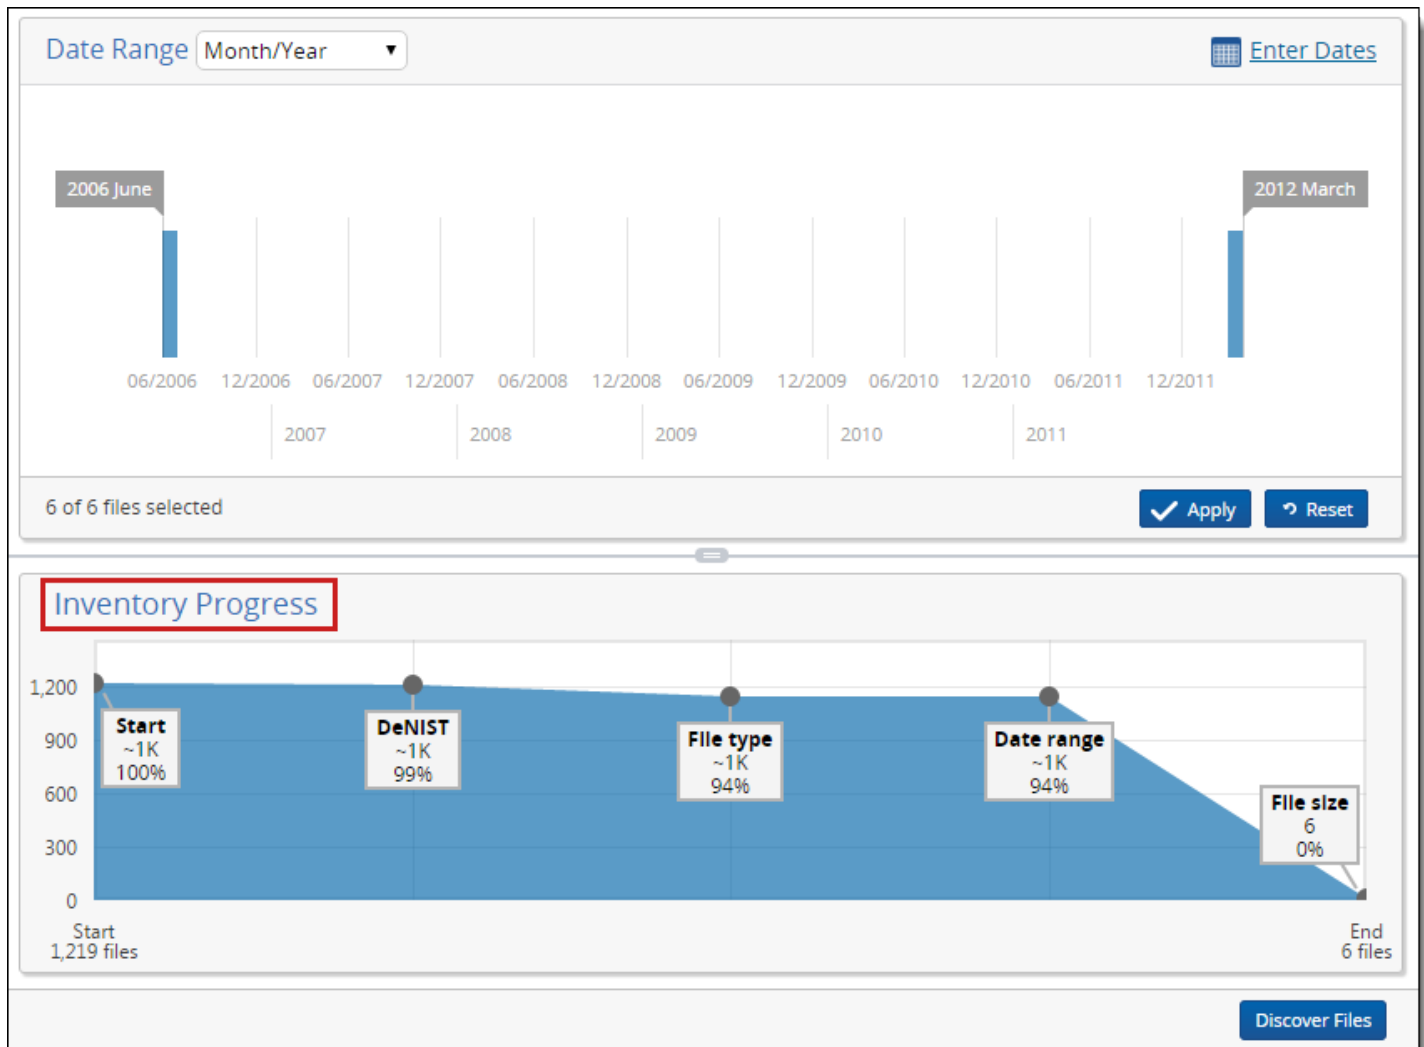 Date Range Month/Year Enter Dates
2006 June 2012 March
06/2006 12/2006 06/2007 12/2007 06/2008 12/2008 06/2009 12/2009 06/2010 12/2010 06/2011 12/2011
2007 2008 2009 2010 2011
6 of 6 files selected Apply Reset
Inventory Progress
1,200
900
600
300
0
Start
~1K
100%
DeNIST
~1K
99%
File type
~1K
94%
Date range
~1K
94%
File size
6
0%
Start
1,219 files
End
6 files
Discover Files